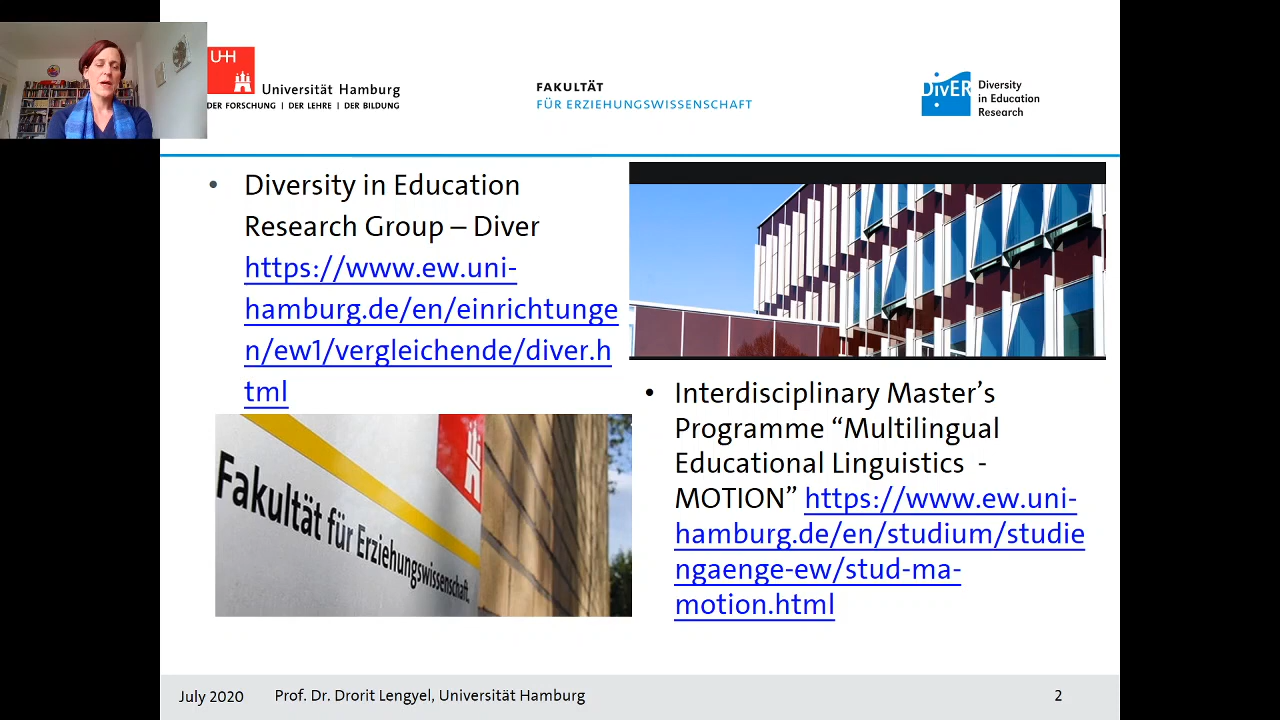 UHH
Universität Hamburg
DER FORSCHUNG | DER LEHRE | DER BILDUNG
FAKULTÄT
FÜR ERZIEHUNGSWISSENSCHAFT
DivER
Diversity
in Education
Research
• Diversity in Education
Research Group – Diver
https://www.ew.uni-
hamburg.de/en/einrichtunge
n/ew1/vergleichende/diver.h
tml
Fakultät für Erziehungswissenschaft.
• Interdisciplinary Master’s
Programme “Multilingual
Educational Linguistics -
MOTION” https://www.ew.uni-
hamburg.de/en/studium/studie
ngaenge-ew/stud-ma-
motion.html
July 2020
Prof. Dr. Drorit Lengyel, Universität Hamburg
2